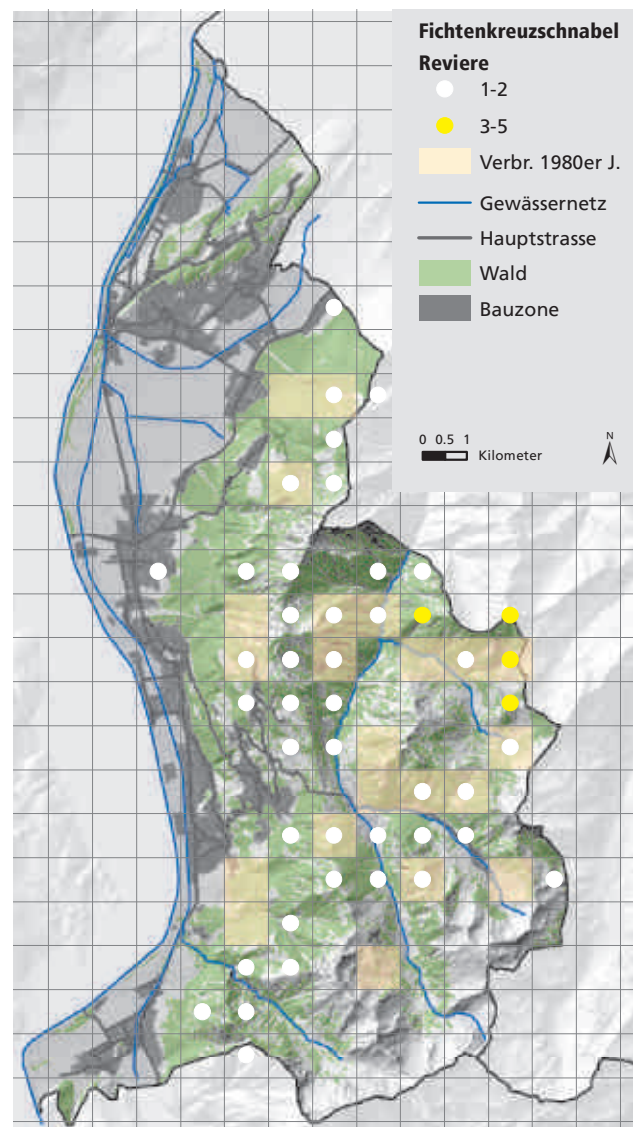 Fichtenkreuzschnabel
Reviere
1-2
3-5
Verbr. 1980er J.
Gewässernetz
Hauptstrasse
Wald
Bauzone
0 0.5 1 Kilometer
N